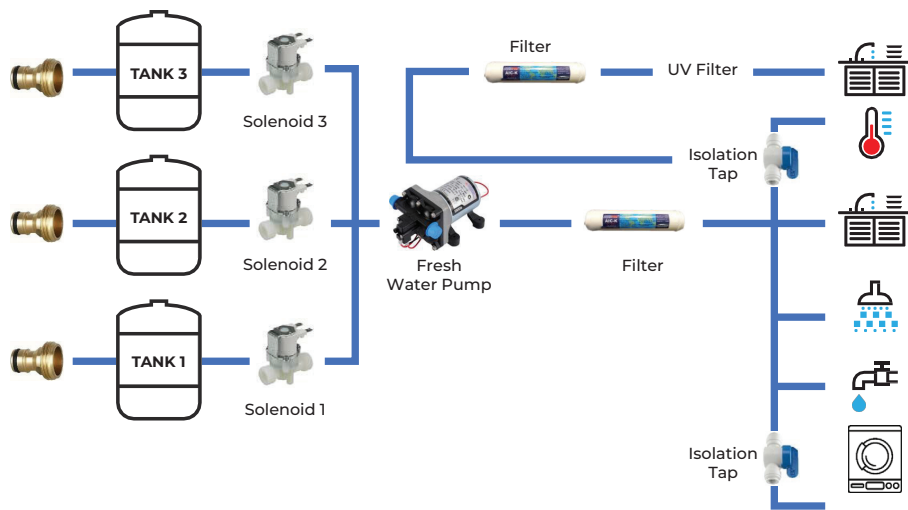 Filter
UV Filter
TANK 3
Solenoid 3
Isolation
Tap
TANK 2
Solenoid 2
Fresh
Water Pump
Filter
TANK 1
Solenoid 1
Isolation
Tap